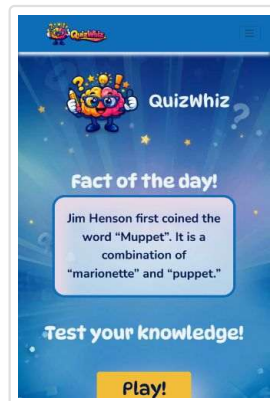 QuizWhiz
QuizWhiz
Fact of the day!
Jim Henson first coined the
word “Muppet”. It is a
combination of
“marionette” and “puppet.”
Test your knowledge!
Play!